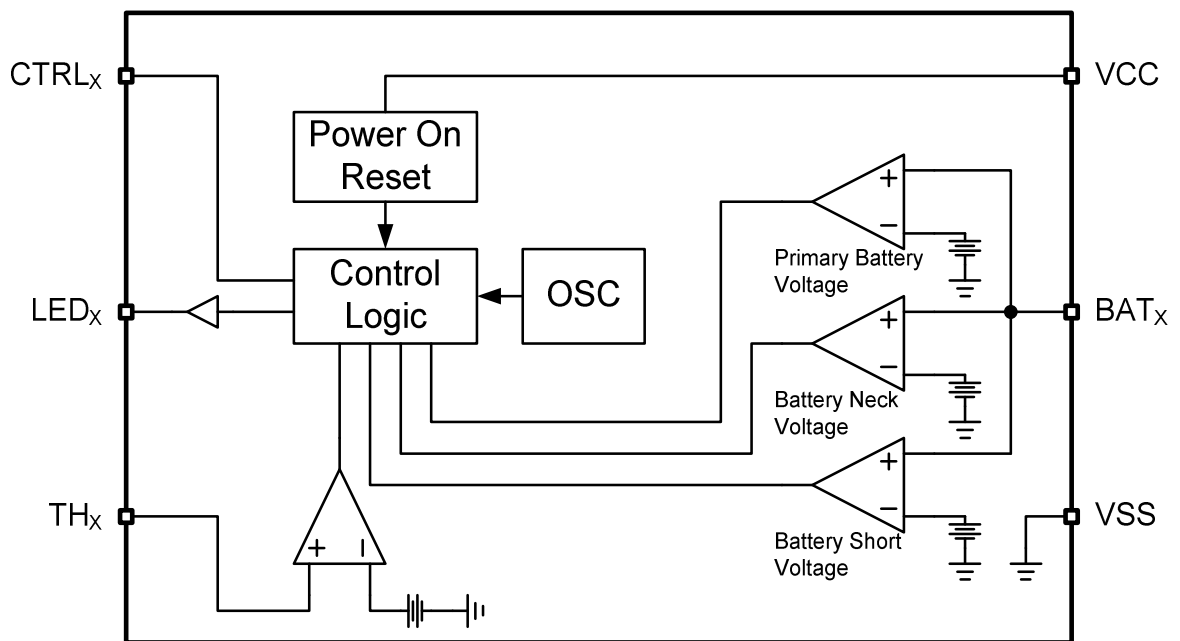 CTRLX
VCC
Power On
Reset
+
−
Primary Battery
Voltage
Control
Logic
OSC
LEDX
BATX
+
−
Battery Neck
Voltage
+
−
Battery Short
Voltage
THX
VSS
+
−